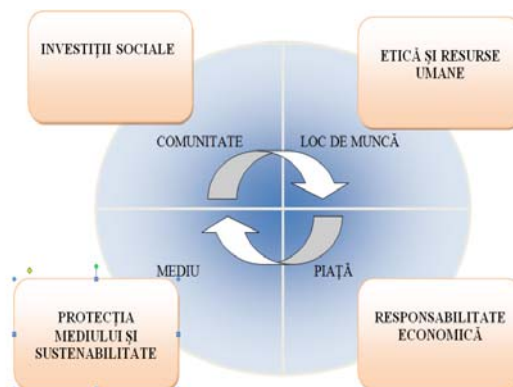 INVESTIȚII SOCIALE
ETICĂ ȘI RESURSE
UMANE
COMUNITATE
LOC DE MUNCĂ
MEDIU
PIAȚĂ
PROTECȚIA
MEDIULUI ȘI
SUSTENABILITATE
RESPONSABILITATE
ECONOMICĂ